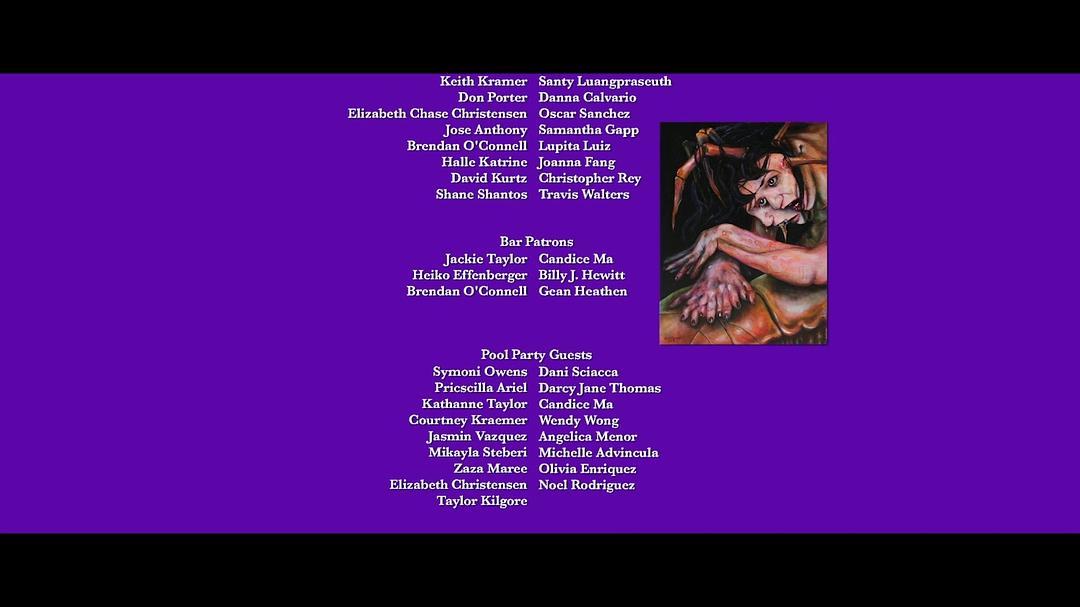 Keith Kramer Santy Luangpraseuth
Don Porter Danna Calvario
Elizabeth Chase Christensen Oscar Sanchez
Jose Anthony Samantha Gapp
Brendan O'Connell Lupita Luiz
Halle Katrine Joanna Fang
David Kurtz Christopher Rey
Shane Shantos Travis Walters
Bar Patrons
Jackie Taylor Candice Ma
Heiko Effenberger Billy J. Hewitt
Brendan O'Connell Gean Heathen
Pool Party Guests
Symoni Owens Dani Sciacca
Pricscilla Ariel Darcy Jane Thomas
Kathanne Taylor Candice Ma
Courtney Kraemer Wendy Wong
Jasmin Vazquez Angelica Menor
Mikayla Steberi Michelle Advincula
Zaza Maree Olivia Enriquez
Elizabeth Christensen Noel Rodriguez
Taylor Kilgore